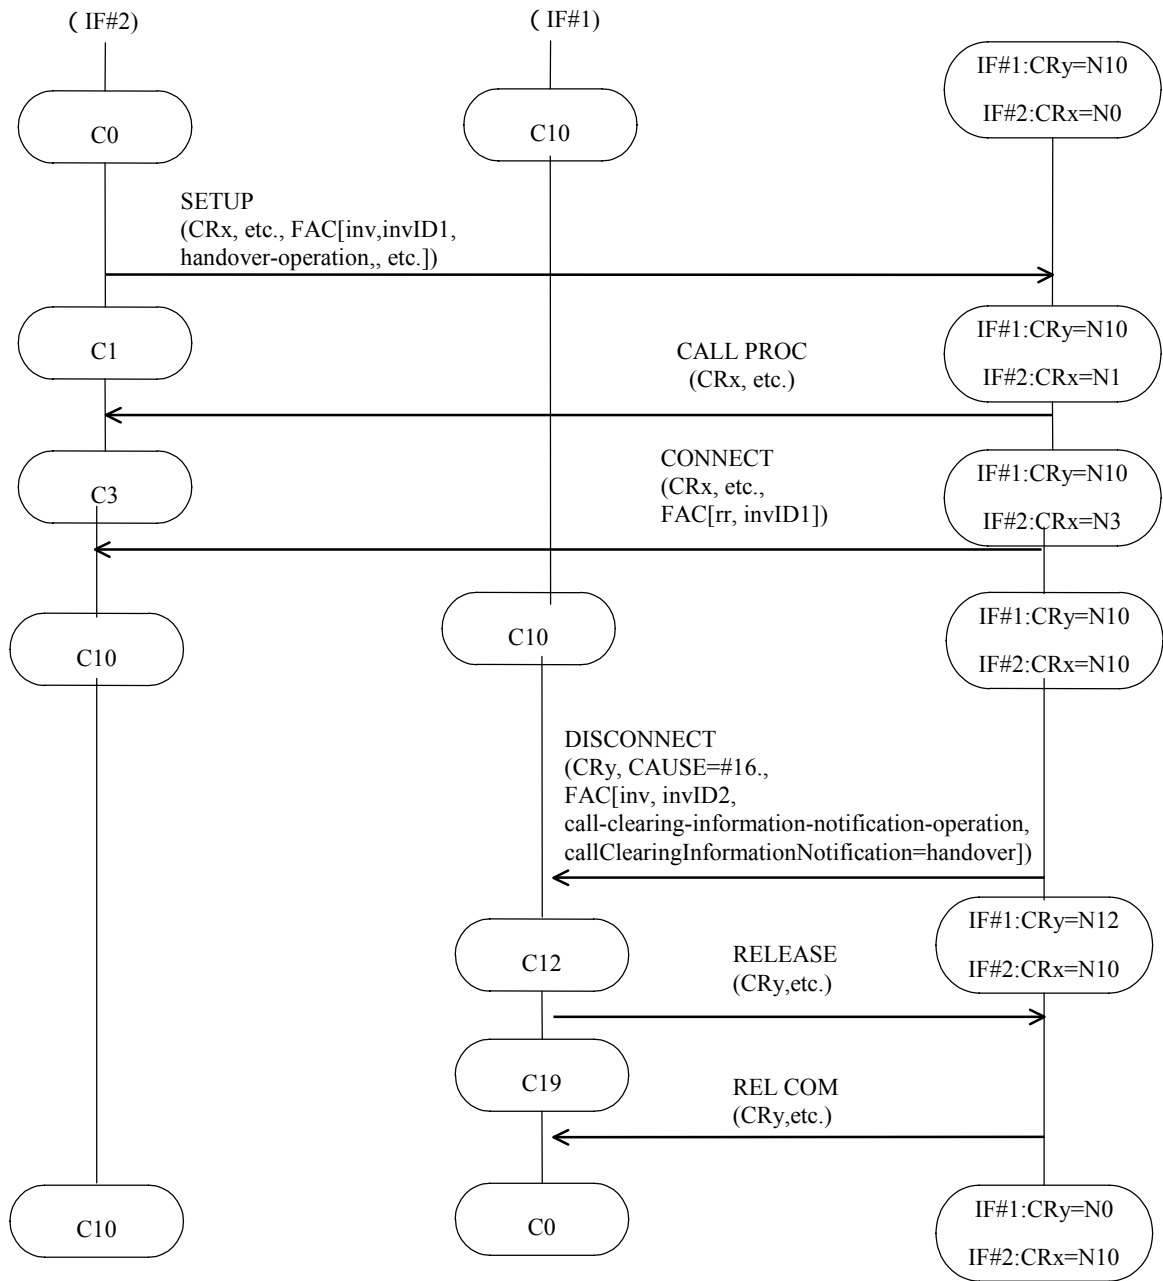 ( IF#2)
( IF#1)
IF#1:CRy=N10
IF#2:CRx=N0
C0
C10
SETUP
(CRx, etc., FAC[inv,invID1,
handover-operation,, etc.])
C1
CALL PROC
(CRx, etc.)
IF#1:CRy=N10
IF#2:CRx=N1
C3
CONNECT
(CRx, etc.,
FAC[rr, invID1])
IF#1:CRy=N10
IF#2:CRx=N3
C10
C10
IF#1:CRy=N10
IF#2:CRx=N10
DISCONNECT
(CRy, CAUSE=#16.,
FAC[inv, invID2,
call-clearing-information-notification-operation,
callClearingInformationNotification=handover])
C12
RELEASE
(CRy,etc.)
IF#1:CRy=N12
IF#2:CRx=N10
C19
REL COM
(CRy,etc.)
C10
C0
IF#1:CRy=N0
IF#2:CRx=N10